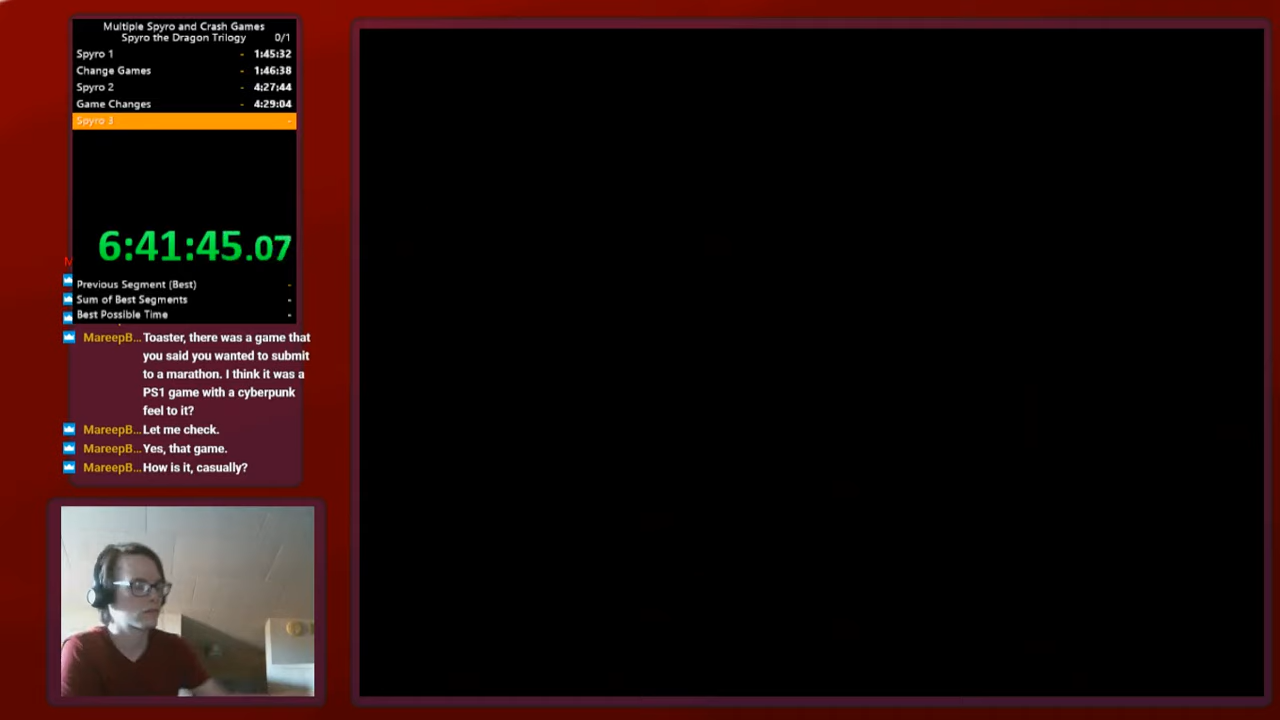 Multiple Spyro and Crash Games
Spyro the Dragon Trilogy 0/1
Spyro 1 - 1:45:32
Change Games - 1:46:38
Spyro 2 - 4:27:44
Game Changes - 4:29:04
Spyro 3 -
6:41:45.07
Previous Segment (Best) -
Sum of Best Segments -
Best Possible Time -
MareepB... Toaster, there was a game that
you said you wanted to submit
to a marathon. I think it was a
PS1 game with a cyberpunk
feel to it?
MareepB... Let me check.
MareepB... Yes, that game.
MareepB... How is it, casually?